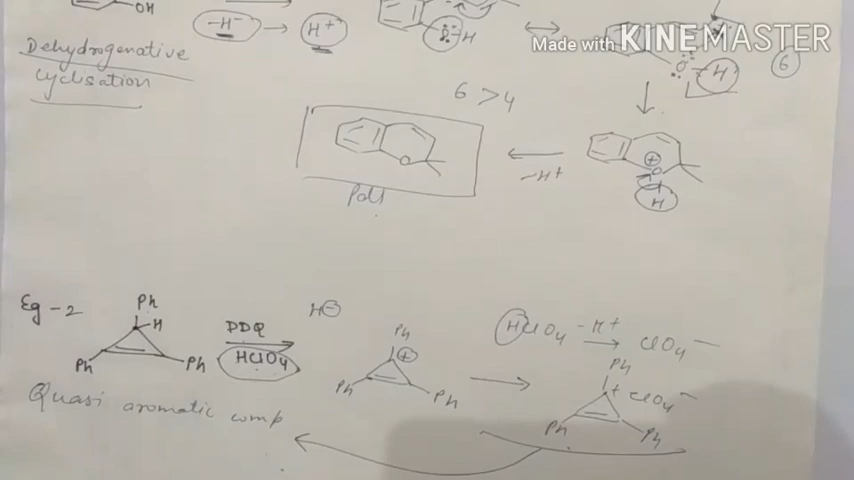 OH
-H⁻ → H⁺
Dehydrogenative
cyclisation
O-H
Made with KINEMASTER
O-H
6
6 > 4
O
Pdt
-H⁺
O
H
Eg-2
Ph
H
Ph
Ph
DDQ
HClO4
H⊖
Ph
Ph
Ph
HClO4 -H⁺ → ClO4⁻
Ph
+ ClO4⁻
Ph
Ph
Quasi aromatic comp